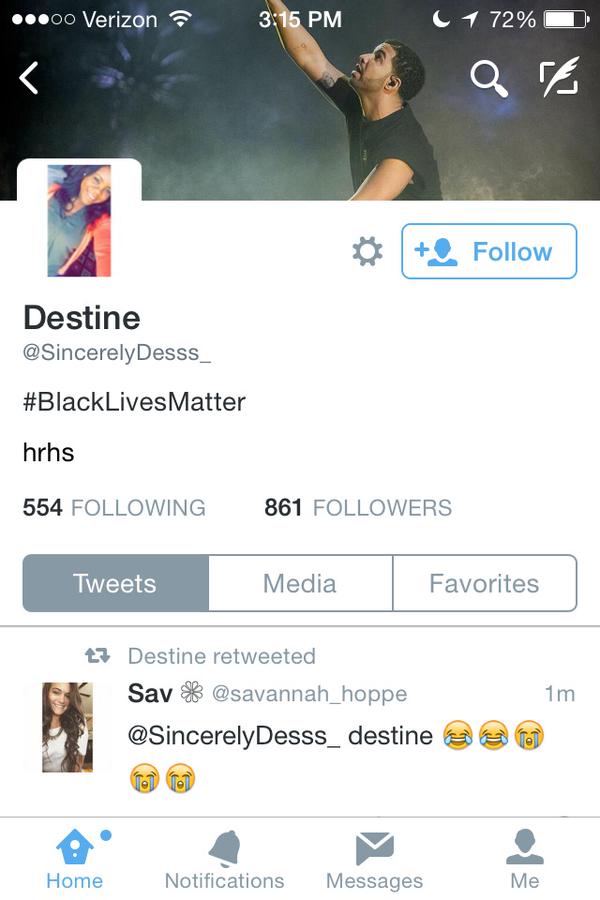 Verizon 3:15 PM 72%
Follow
Destine
@SincerelyDesss_
#BlackLivesMatter
hrhs
554 FOLLOWING 861 FOLLOWERS
Tweets Media Favorites
Destine retweeted
Sav @savannah_hoppe 1m
@SincerelyDesss_ destine 😂😂😭
😭😭
Home Notifications Messages Me